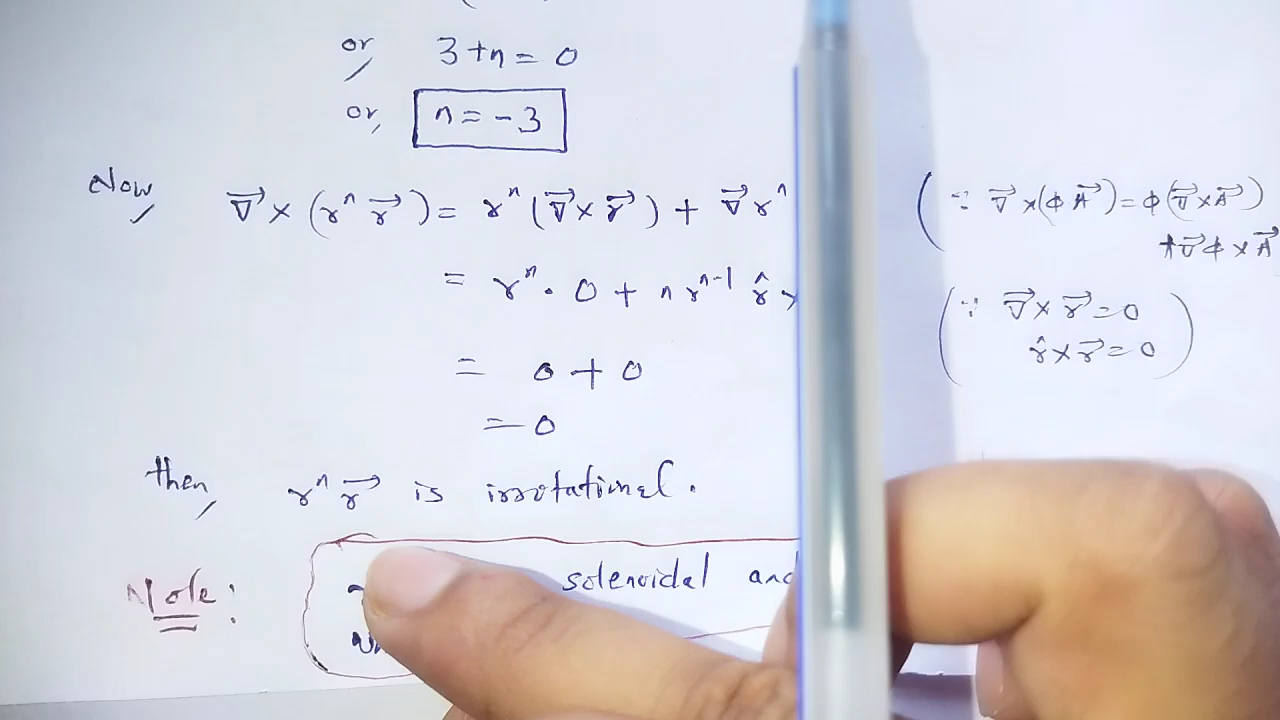 or, 3+n = 0
or, n = -3
Now, ∇⃗ × (rⁿ r⃗) = rⁿ (∇⃗ × r⃗) + ∇⃗ rⁿ (∵ ∇⃗ × (ϕ A⃗) = ϕ (∇⃗ × A⃗)
+ ∇⃗ ϕ × A⃗
= rⁿ · 0 + n rⁿ⁻¹ r̂ × (∵ ∇⃗ × r⃗ = 0
= 0 + 0 r̂ × r⃗ = 0)
= 0
then, rⁿ r⃗ is irrotational.
Note: solenoidal and